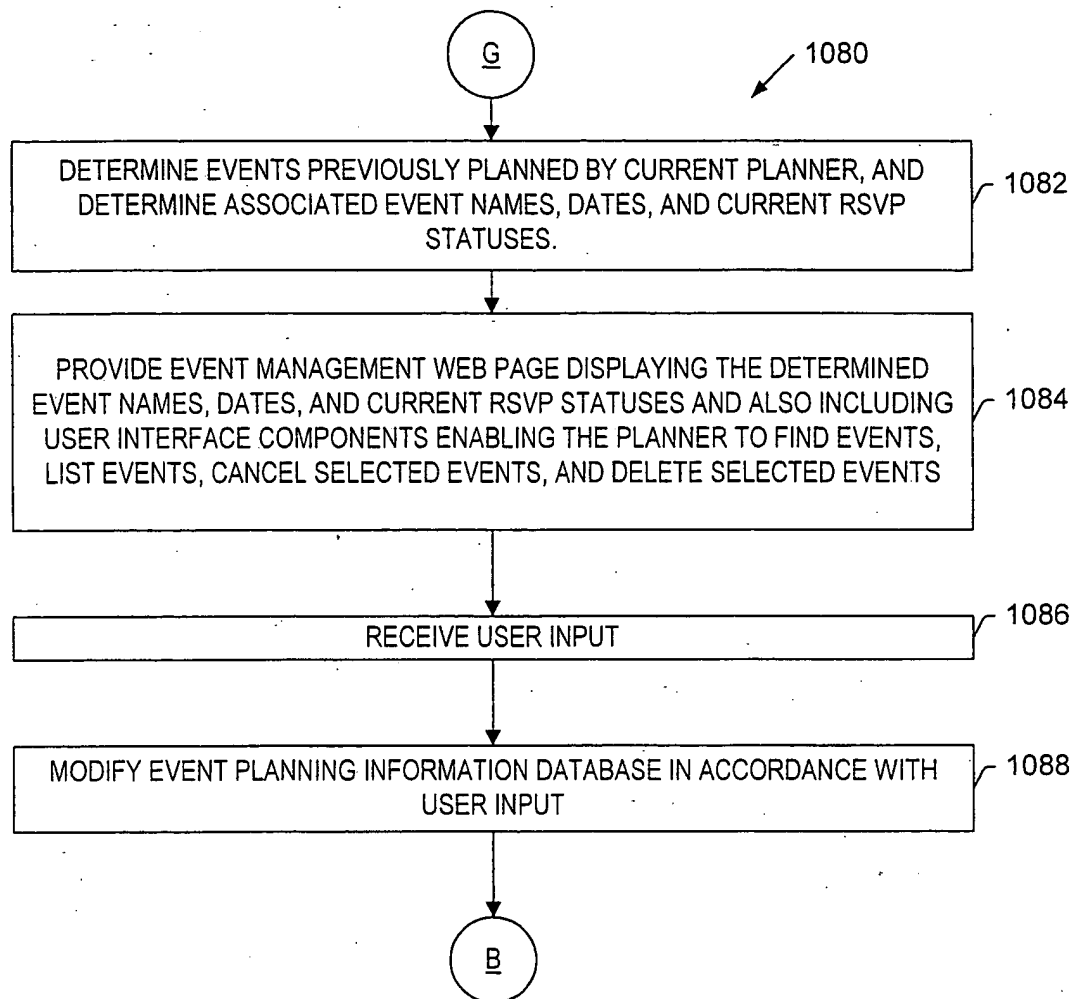 G
1080
DETERMINE EVENTS PREVIOUSLY PLANNED BY CURRENT PLANNER, AND
DETERMINE ASSOCIATED EVENT NAMES, DATES, AND CURRENT RSVP
STATUSES.
1082
PROVIDE EVENT MANAGEMENT WEB PAGE DISPLAYING THE DETERMINED
EVENT NAMES, DATES, AND CURRENT RSVP STATUSES AND ALSO INCLUDING
USER INTERFACE COMPONENTS ENABLING THE PLANNER TO FIND EVENTS,
LIST EVENTS, CANCEL SELECTED EVENTS, AND DELETE SELECTED EVENTS
1084
RECEIVE USER INPUT
1086
MODIFY EVENT PLANNING INFORMATION DATABASE IN ACCORDANCE WITH
USER INPUT
1088
B